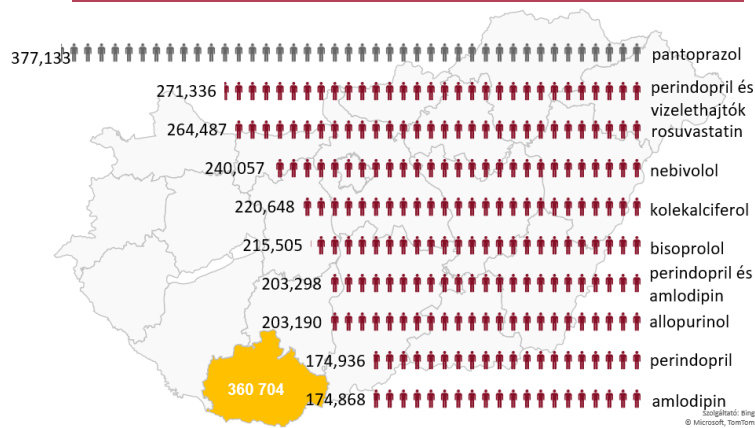 377,133 pantoprazol
271,336 perindopril és
vizelethajtók
264,487 rosuvastatin
240,057 nebivolol
220,648 kolekalciferol
215,505 bisoprolol
203,298 perindopril és
amlodipin
203,190 allopurinol
174,936 perindopril
360 704
174,868 amlodipin
Szolgáltató: Bing
© Microsoft, TomTom